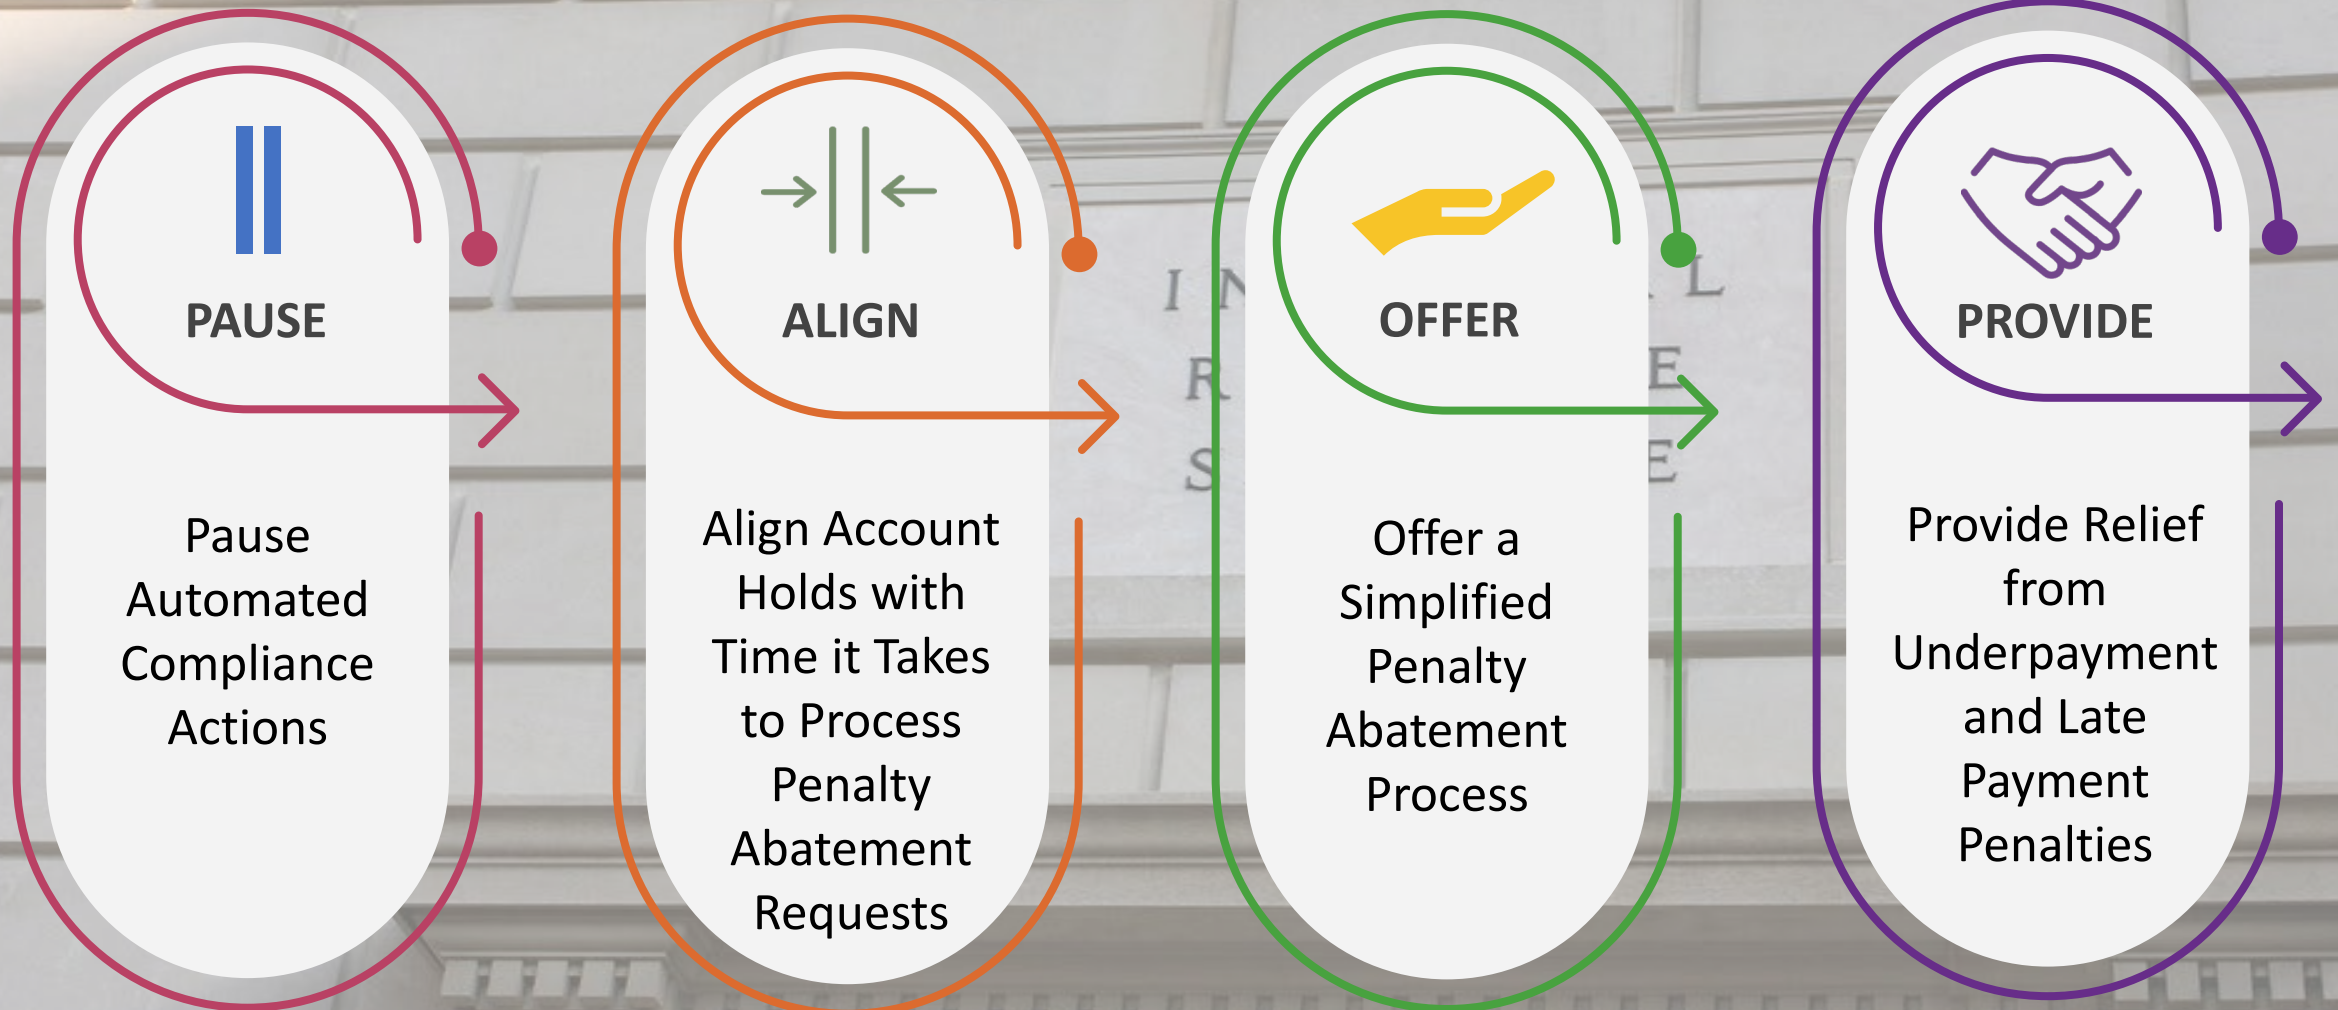 PAUSE
Pause
Automated
Compliance
Actions
ALIGN
Align Account
Holds with
Time it Takes
to Process
Penalty
Abatement
Requests
OFFER
Offer a
Simplified
Penalty
Abatement
Process
PROVIDE
Provide Relief
from
Underpayment
and Late
Payment
Penalties